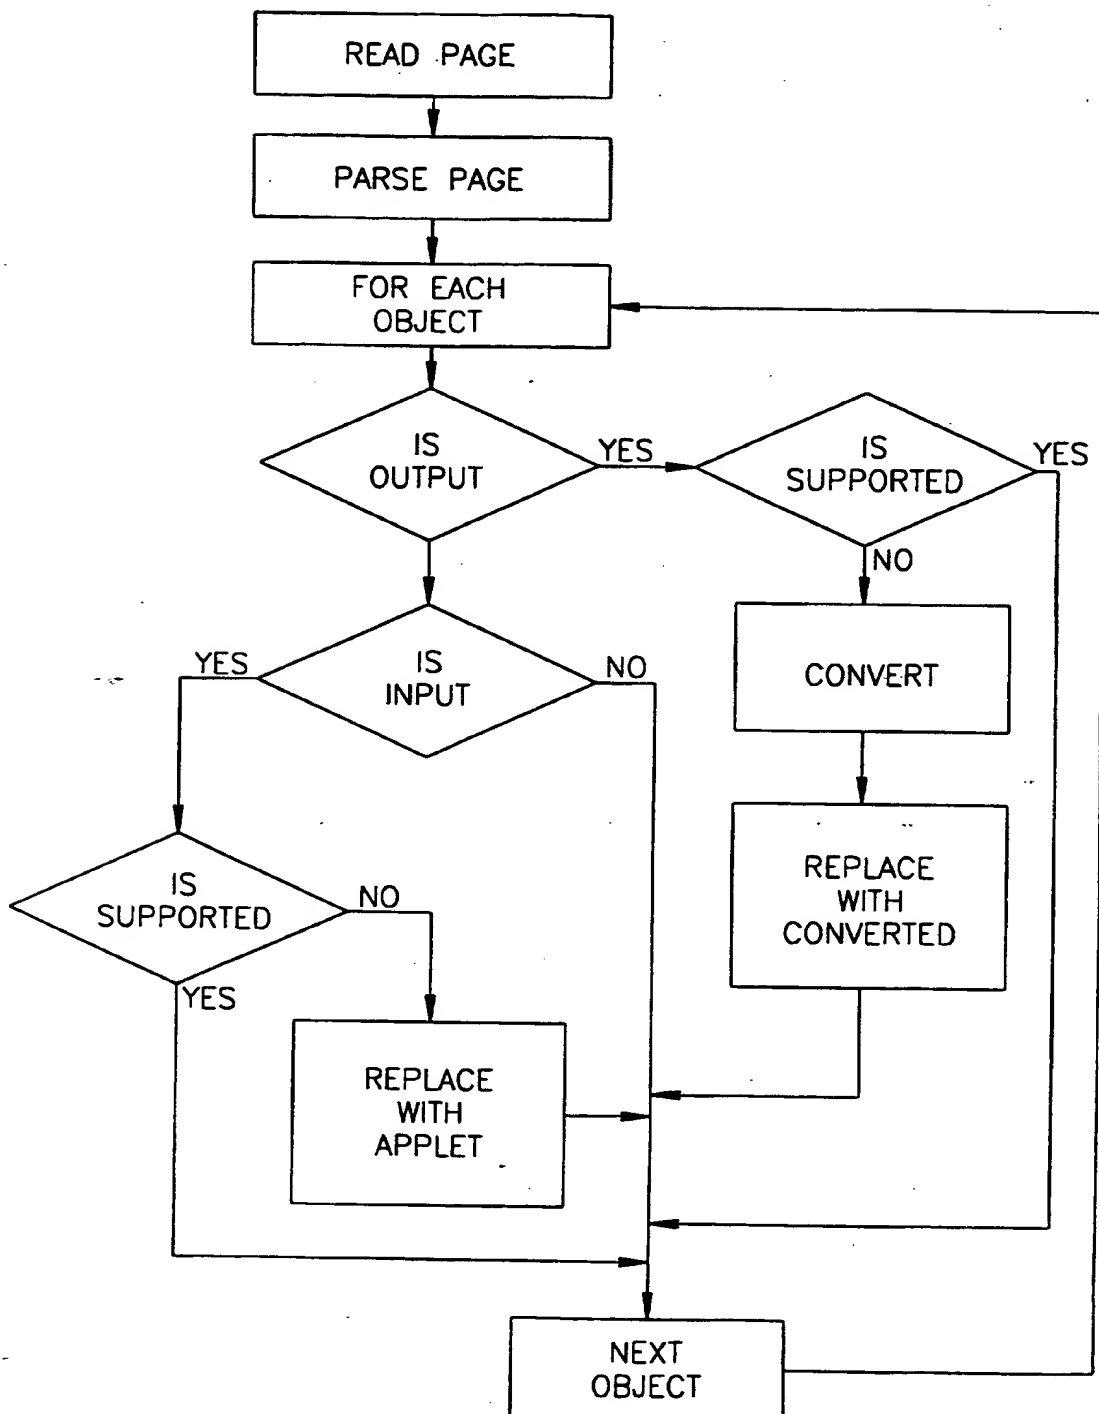 READ PAGE
PARSE PAGE
FOR EACH
OBJECT
IS
OUTPUT
YES
IS
SUPPORTED
YES
NO
IS
INPUT
YES
NO
CONVERT
REPLACE
WITH
CONVERTED
IS
SUPPORTED
NO
YES
REPLACE
WITH
APPLET
NEXT
OBJECT